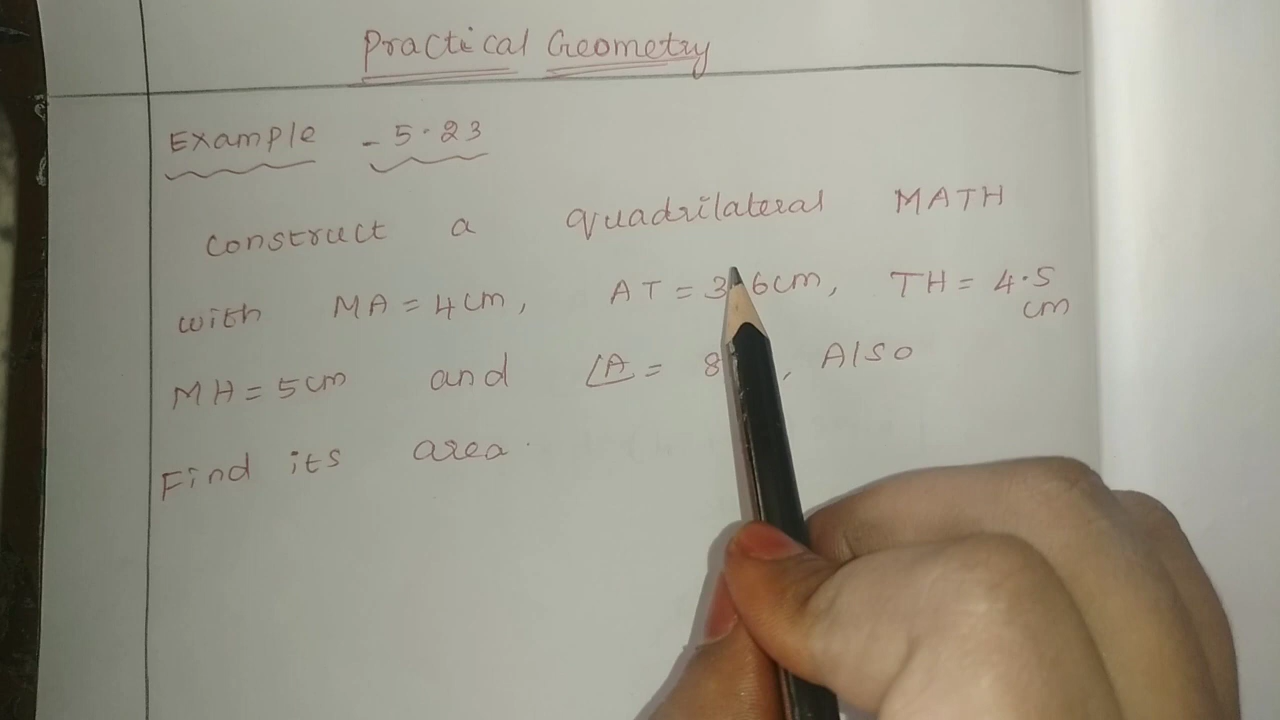 Practical Geometry
Example - 5.23
construct a quadrilateral MATH
with MA = 4cm, AT = 3.6cm, TH = 4.5 cm
MH = 5cm and ∠A = 8 , Also
Find its area.